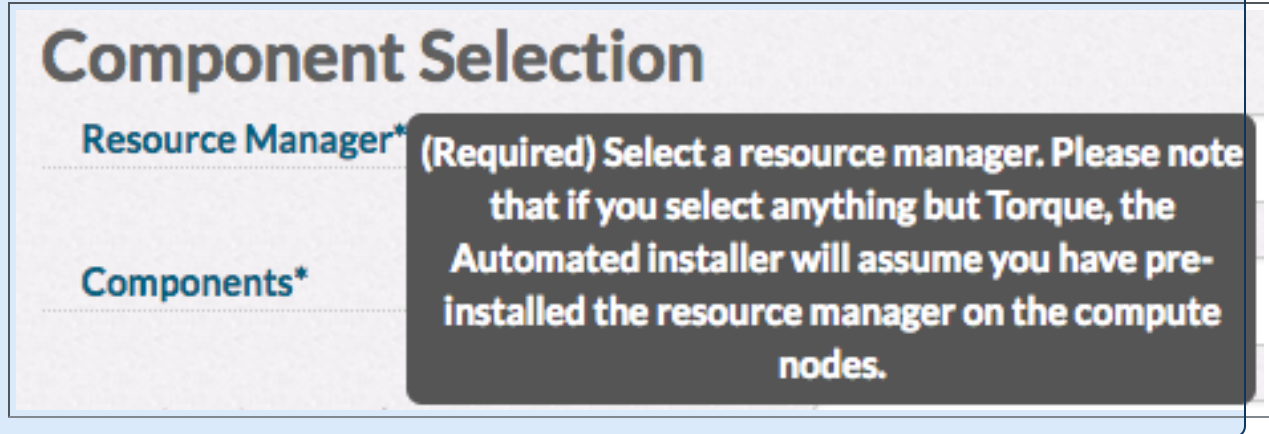 Component Selection
Resource Manager*
(Required) Select a resource manager. Please note
that if you select anything but Torque, the
Automated installer will assume you have pre-
installed the resource manager on the compute
nodes.
Components*